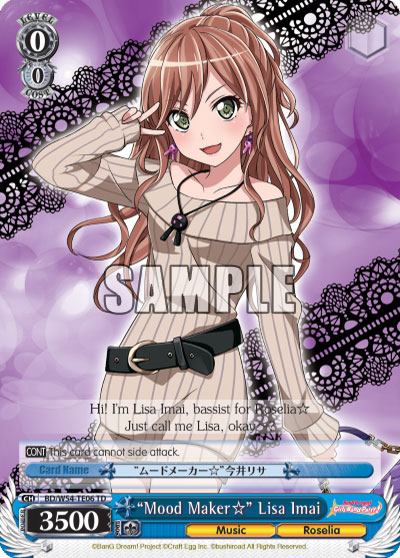 LEVEL
0
0
COST
SAMPLE
Hi! I'm Lisa Imai, bassist for Roselia☆
Just call me Lisa, okay
CONT This card cannot side attack.
Card Name
“ムードメーカー☆”今井リサ
CH BD/W54-TE06 TD
3500
“Mood Maker☆” Lisa Imai
Music
Roselia
©BanG Dream! Project ©Craft Egg Inc. ©bushiroad All Rights Reserved.